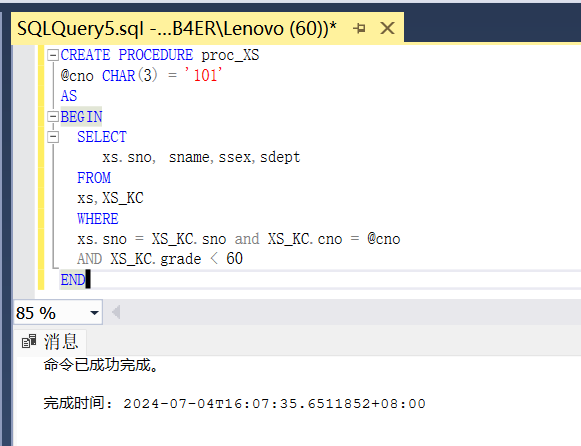 SQLQuery5.sql -...B4ER\Lenovo (60))*
CREATE PROCEDURE proc_XS
@cno CHAR(3) = '101'
AS
BEGIN
SELECT
xs.sno, sname,ssex,sdept
FROM
xs,XS_KC
WHERE
xs.sno = XS_KC.sno and XS_KC.cno = @cno
AND XS_KC.grade < 60
END
85 %
消息
命令已成功完成。
完成时间: 2024-07-04T16:07:35.6511852+08:00